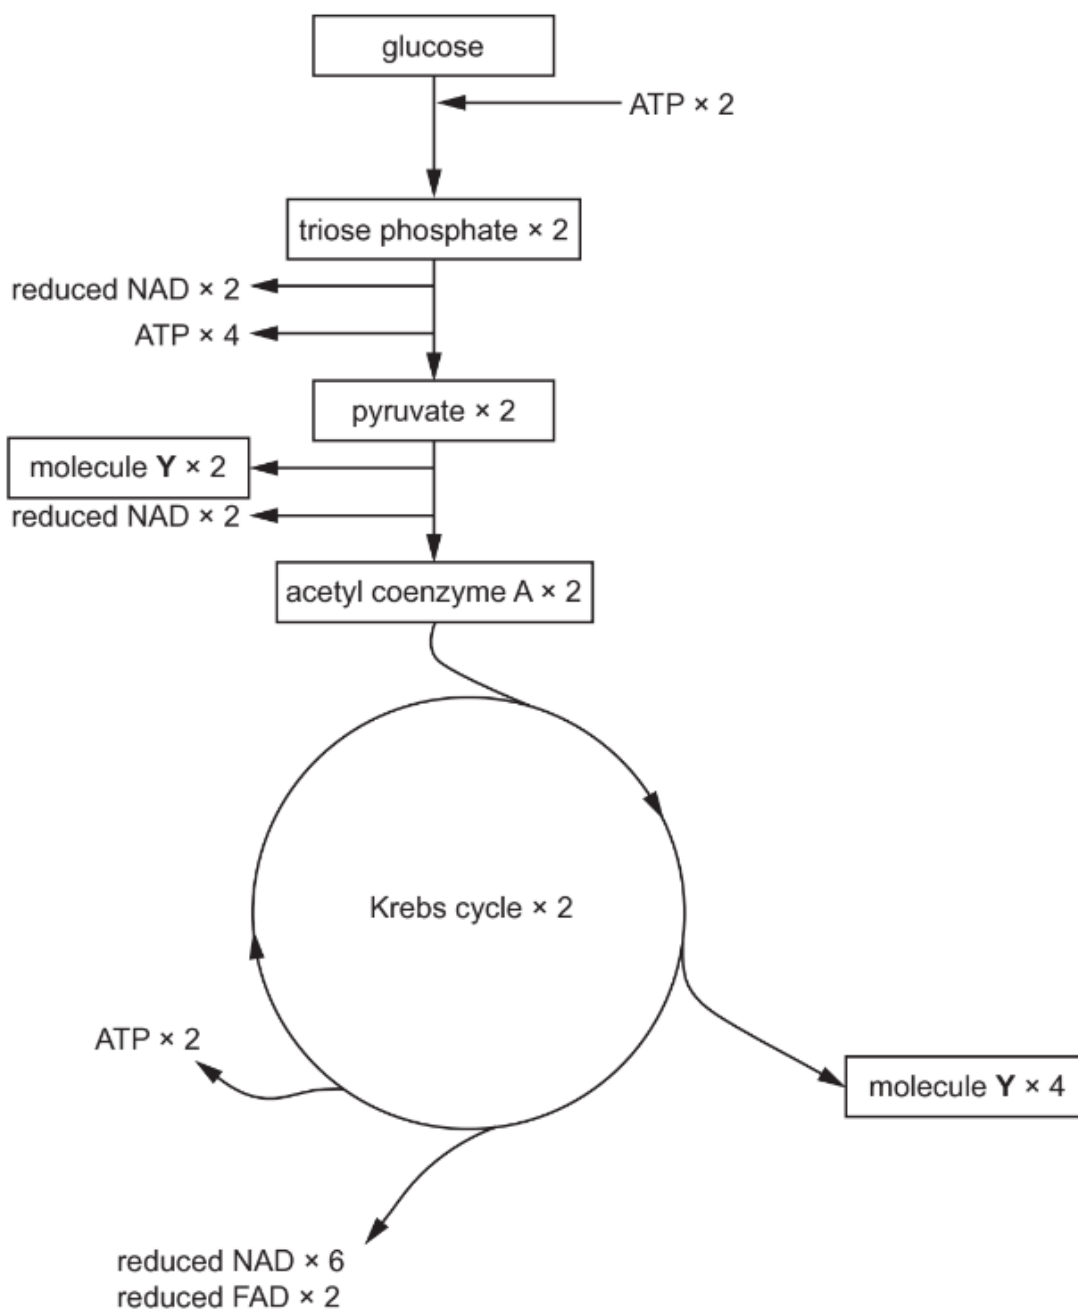 glucose
ATP × 2
triose phosphate × 2
reduced NAD × 2
ATP × 4
pyruvate × 2
molecule Y × 2
reduced NAD × 2
acetyl coenzyme A × 2
Krebs cycle × 2
ATP × 2
molecule Y × 4
reduced NAD × 6
reduced FAD × 2